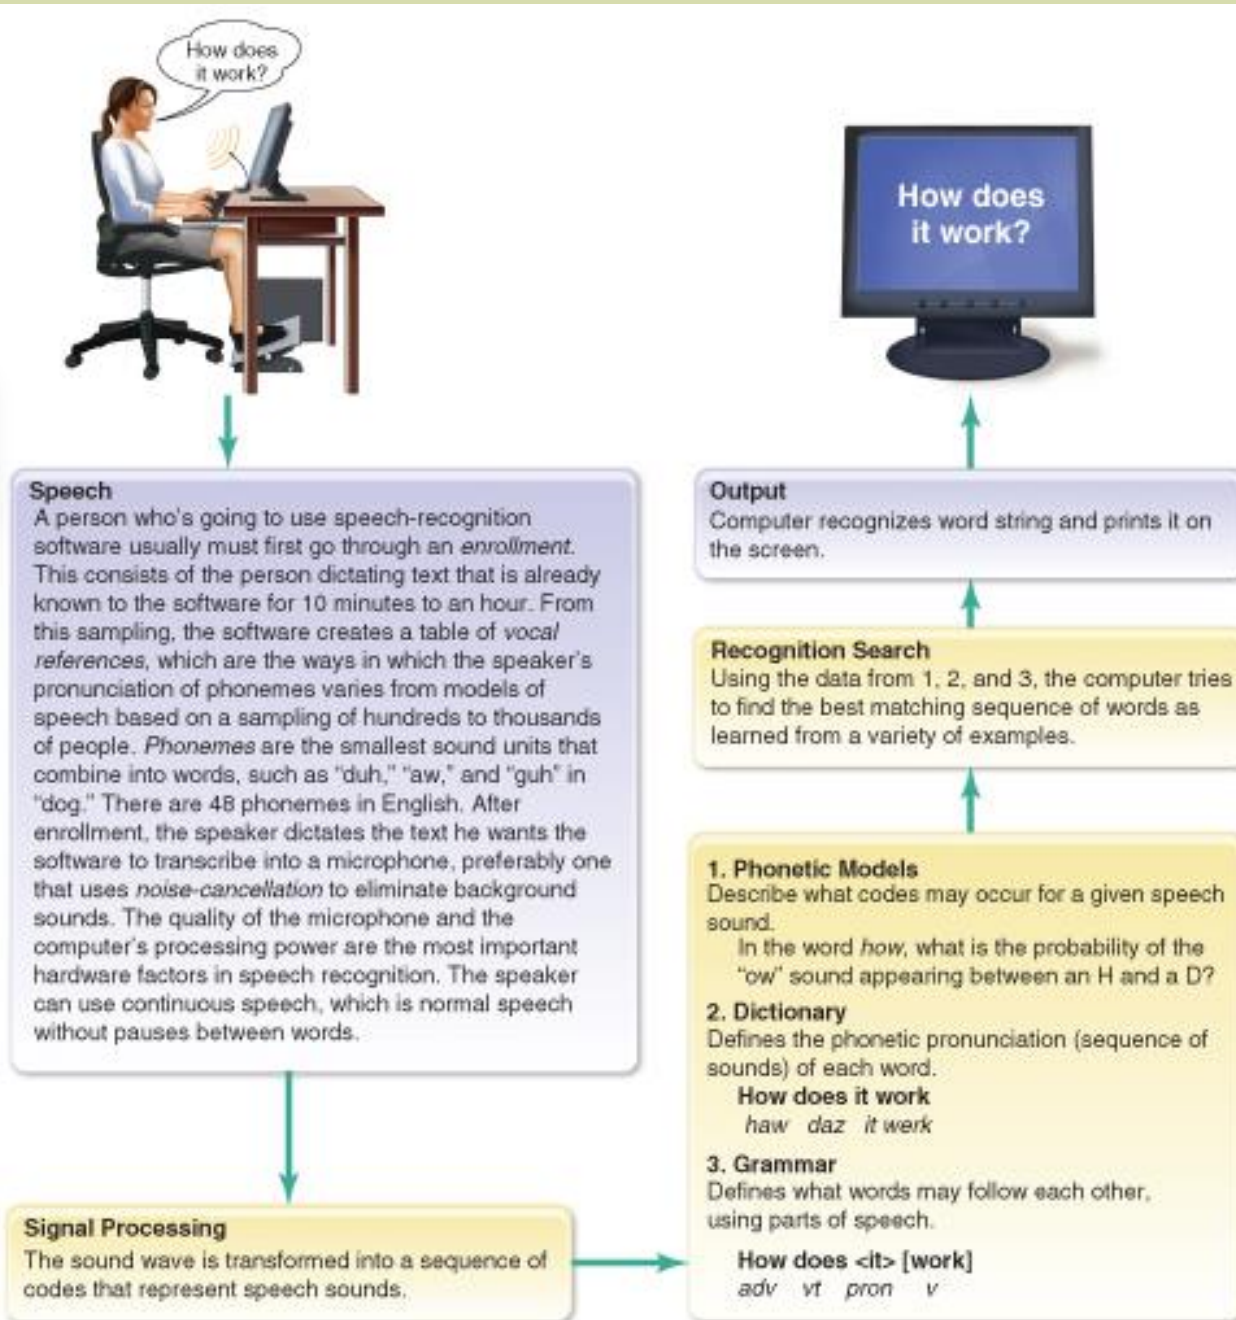 How does
it work?
How does
it work?
Speech
A person who's going to use speech-recognition
software usually must first go through an enrollment.
This consists of the person dictating text that is already
known to the software for 10 minutes to an hour. From
this sampling, the software creates a table of vocal
references, which are the ways in which the speaker's
pronunciation of phonemes varies from models of
speech based on a sampling of hundreds to thousands
of people. Phonemes are the smallest sound units that
combine into words, such as “duh,” “aw,” and “guh” in
“dog.” There are 48 phonemes in English. After
enrollment, the speaker dictates the text he wants the
software to transcribe into a microphone, preferably one
that uses noise-cancellation to eliminate background
sounds. The quality of the microphone and the
computer's processing power are the most important
hardware factors in speech recognition. The speaker
can use continuous speech, which is normal speech
without pauses between words.
Signal Processing
The sound wave is transformed into a sequence of
codes that represent speech sounds.
1. Phonetic Models
Describe what codes may occur for a given speech
sound.
In the word how, what is the probability of the
“ow” sound appearing between an H and a D?
2. Dictionary
Defines the phonetic pronunciation (sequence of
sounds) of each word.
How does it work
haw daz it werk
3. Grammar
Defines what words may follow each other,
using parts of speech.
How does <it> [work]
adv vt pron v
Recognition Search
Using the data from 1, 2, and 3, the computer tries
to find the best matching sequence of words as
learned from a variety of examples.
Output
Computer recognizes word string and prints it on
the screen.